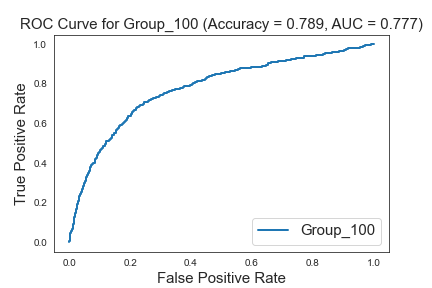 ROC Curve for Group_100 (Accuracy = 0.789, AUC = 0.777)
1.0
0.8
0.6
0.4
0.2
0.0
True Positive Rate
Group_100
0.0 0.2 0.4 0.6 0.8 1.0
False Positive Rate